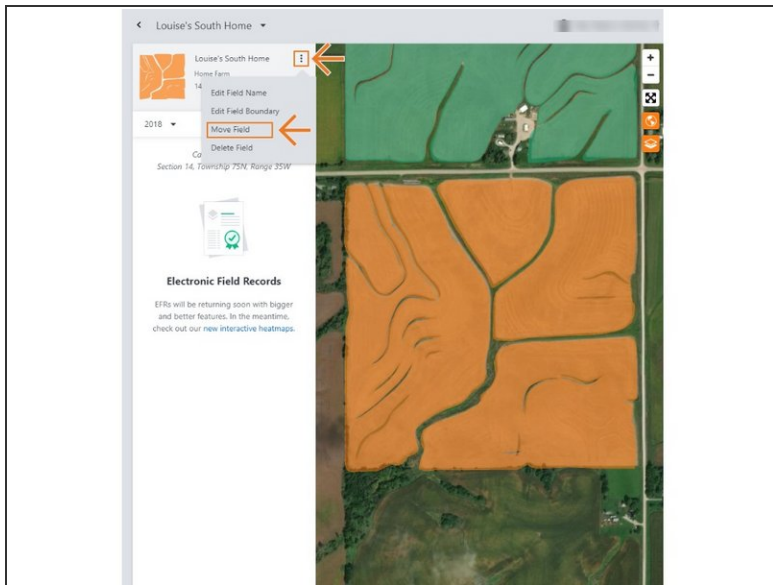 Louise's South Home
Louise's South Home
Home Farm
14
Edit Field Name
Edit Field Boundary
Move Field
Delete Field
2018
Section 14, Township 75N, Range 35W
Electronic Field Records
EFRs will be returning soon with bigger
and better features. In the meantime,
check out our new interactive heatmaps.